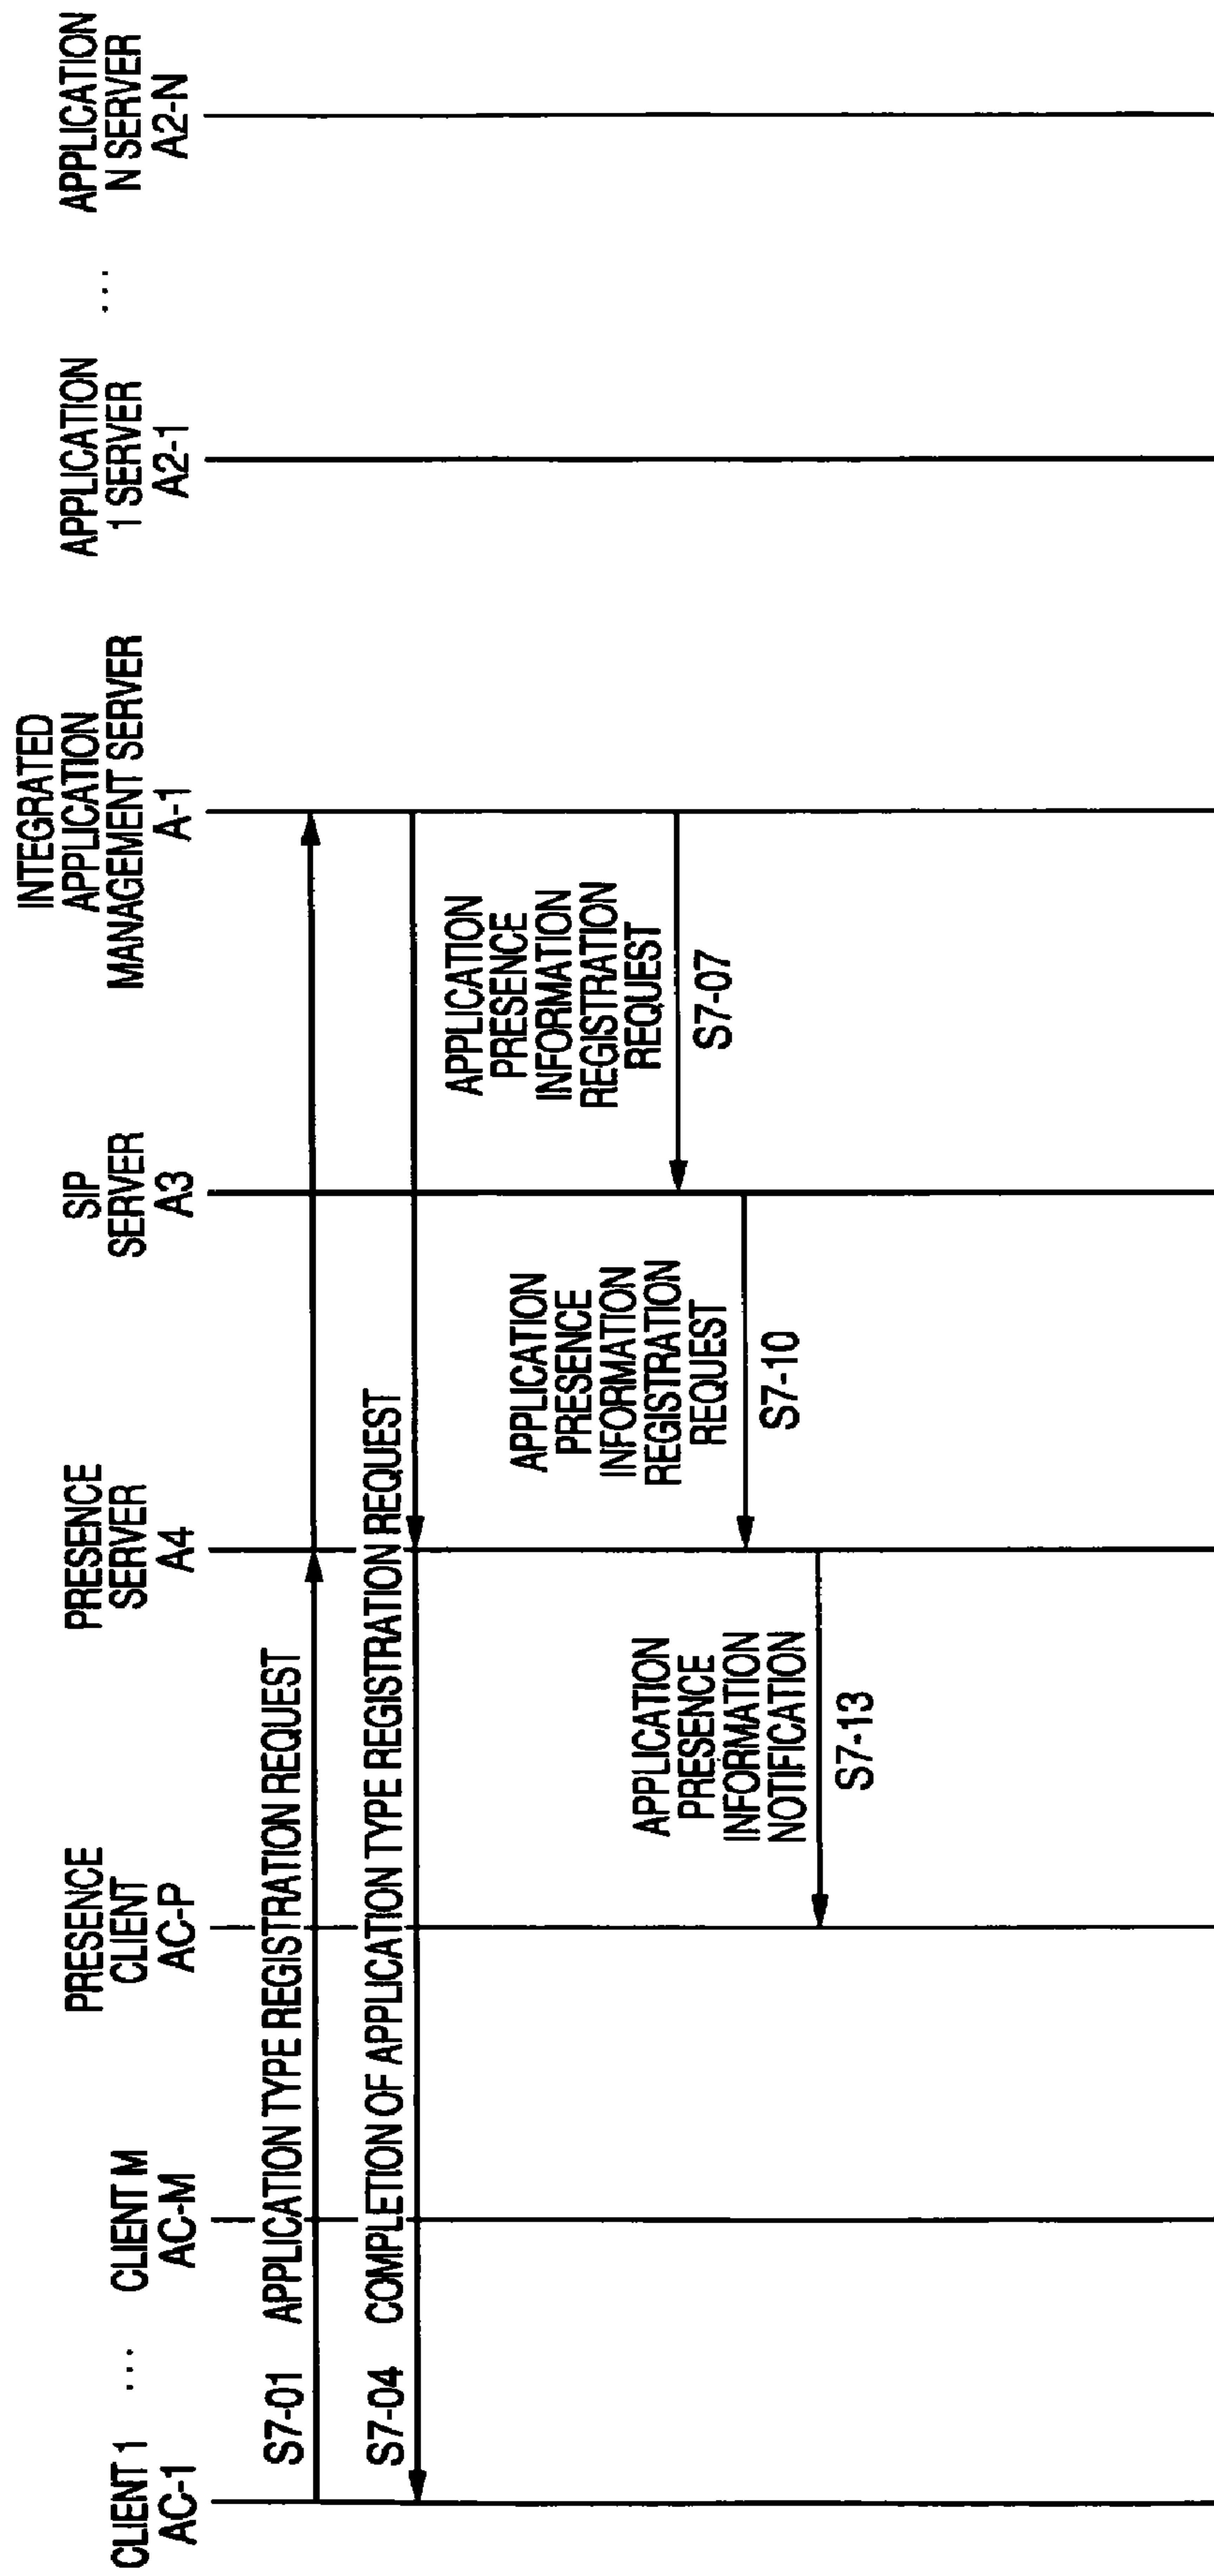 CLIENT 1
AC-1
...
CLIENT M
AC-M
PRESENCE
CLIENT
AC-P
PRESENCE
SERVER
A4
SIP
SERVER
A3
INTEGRATED
APPLICATION
MANAGEMENT SERVER
A-1
APPLICATION
1 SERVER
A2-1
...
APPLICATION
N SERVER
A2-N
S7-01 APPLICATION TYPE REGISTRATION REQUEST
S7-04 COMPLETION OF APPLICATION TYPE REGISTRATION REQUEST
APPLICATION
PRESENCE
INFORMATION
REGISTRATION
REQUEST
S7-07
APPLICATION
PRESENCE
INFORMATION
REGISTRATION
REQUEST
S7-10
APPLICATION
PRESENCE
INFORMATION
NOTIFICATION
S7-13